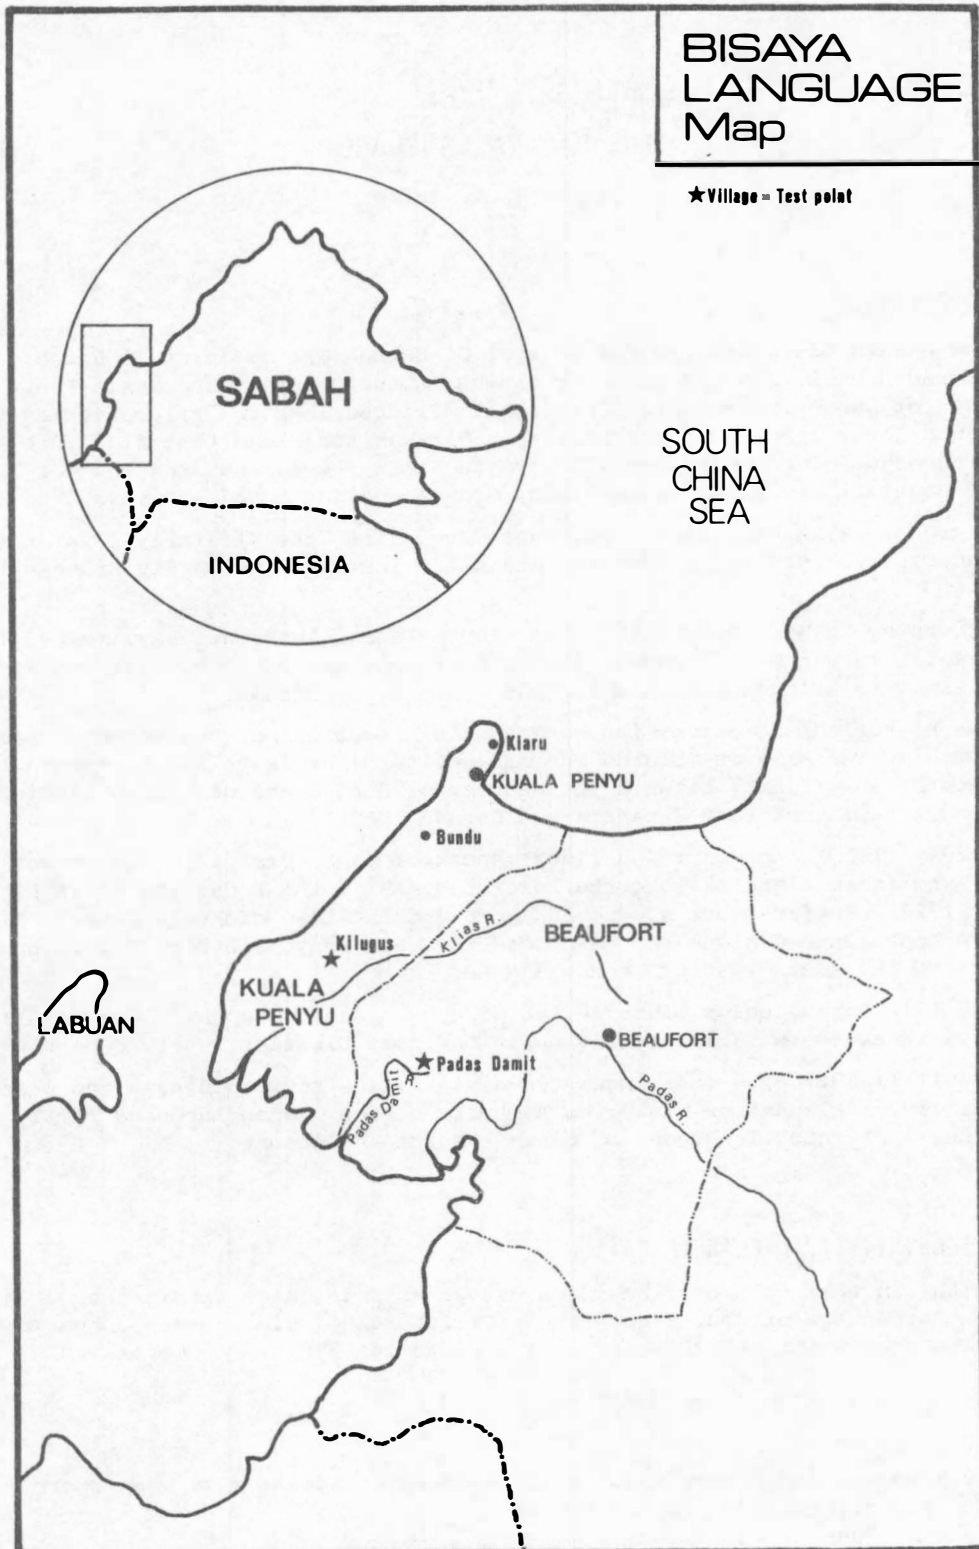 BISAYA
LANGUAGE
Map
★Village = Test point
SABAH
INDONESIA
SOUTH
CHINA
SEA
Kiaru
KUALA PENYU
Bundu
Klias R.
BEAUFORT
Kilugus
KUALA
PENYU
LABUAN
BEAUFORT
Padas Damit
Padas Damit R.
Padas R.